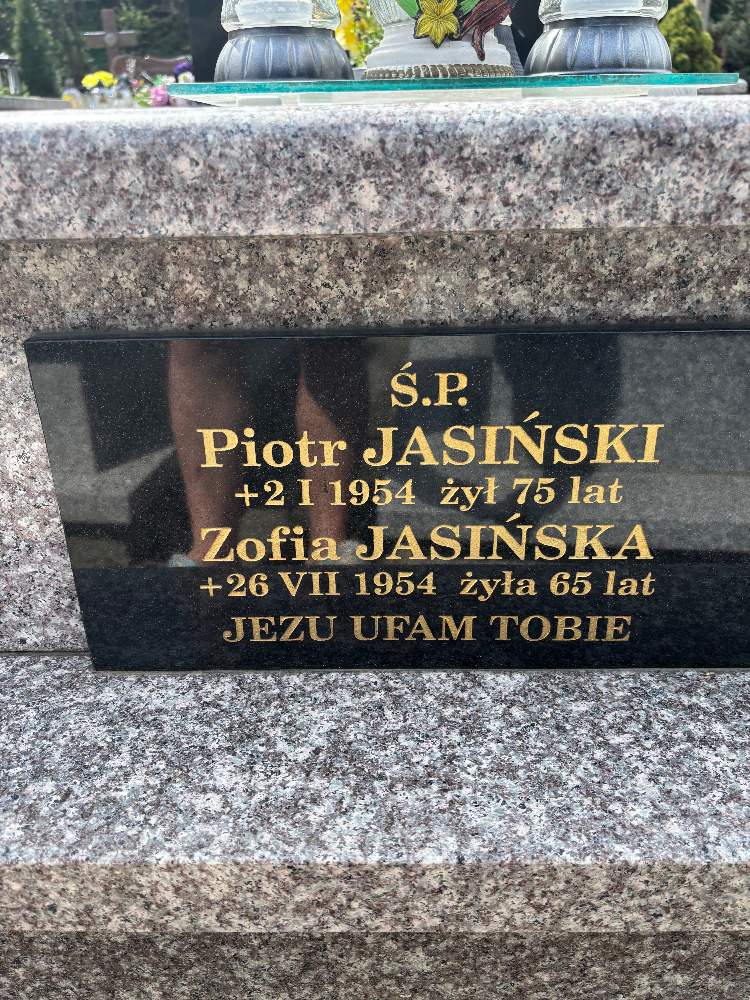 Ś.P.
Piotr JASIŃSKI
+2 I 1954 żył 75 lat
Zofia JASIŃSKA
+26 VII 1954 żyła 65 lat
JEZU UFAM TOBIE